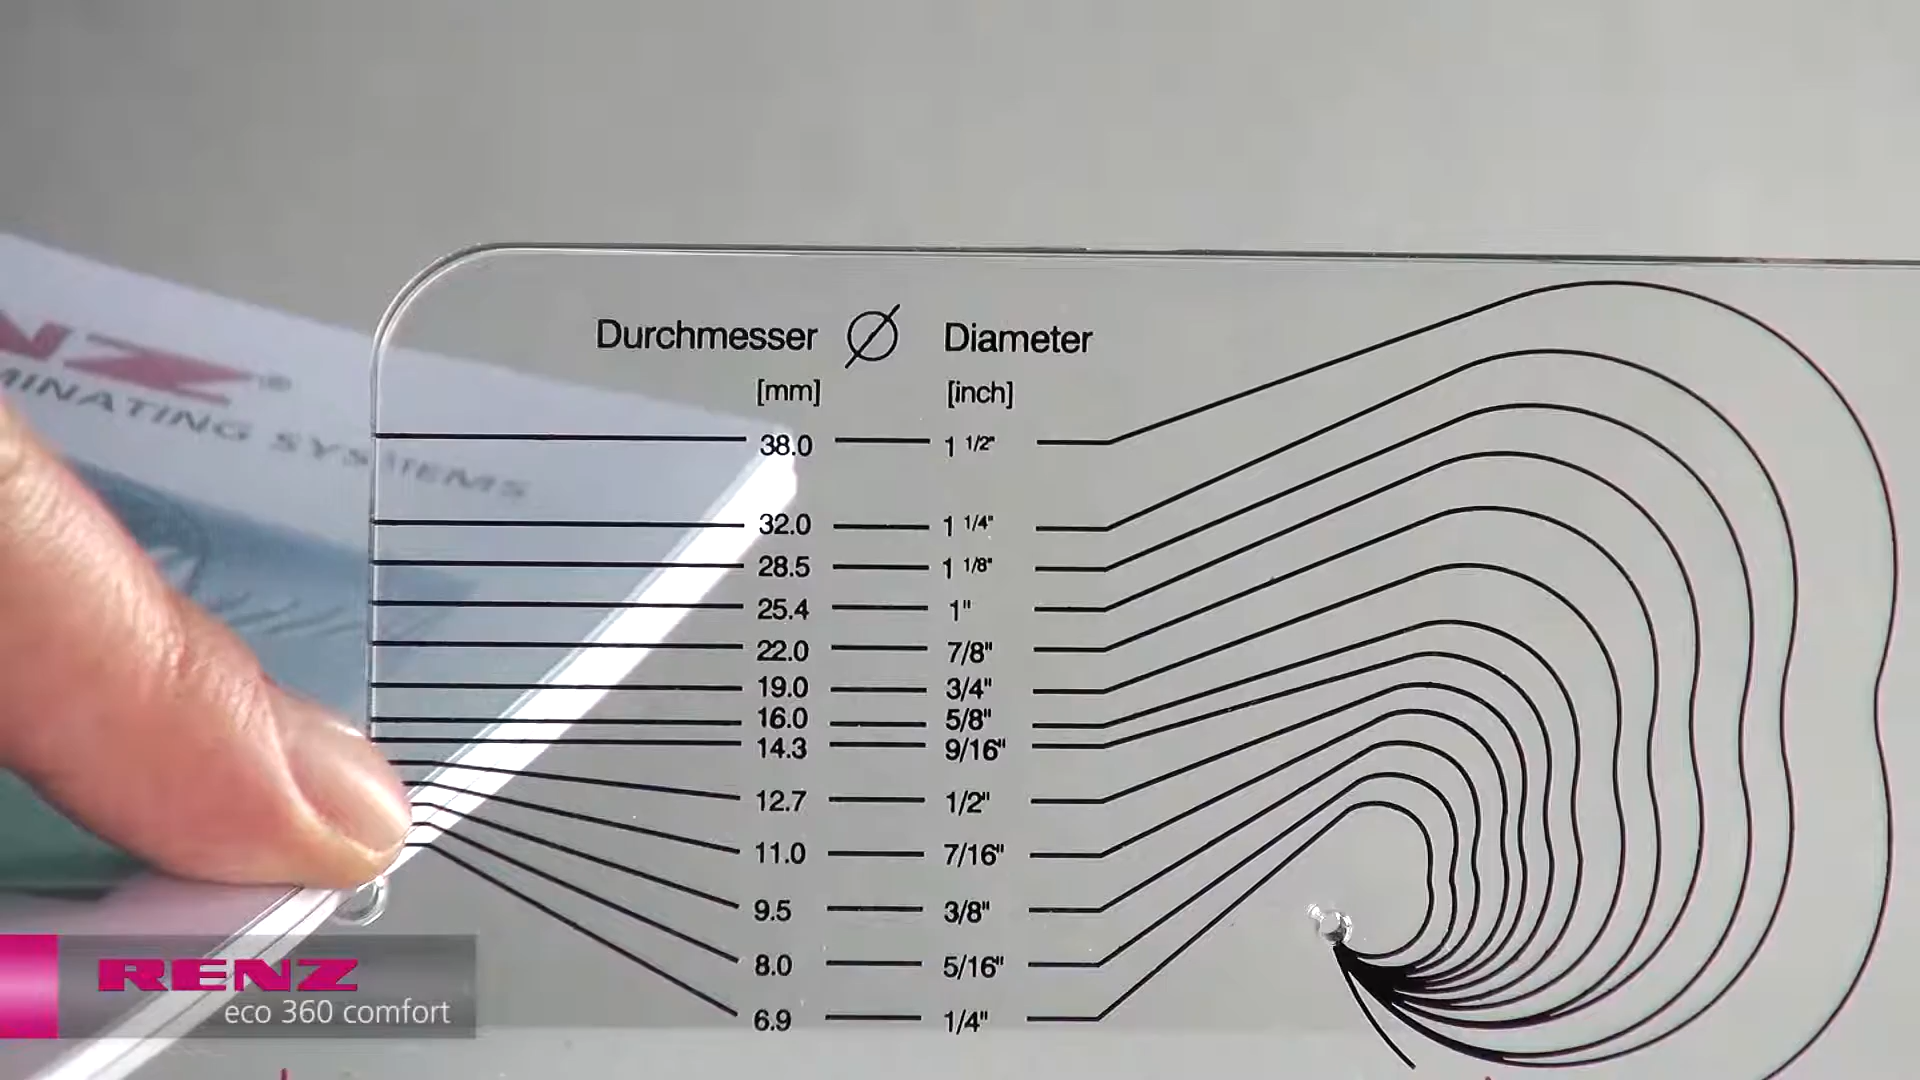 NZ®
MINATING SYSTEMS
Durchmesser Ø Diameter
[mm] [inch]
38.0 1 1/2"
32.0 1 1/4"
28.5 1 1/8"
25.4 1"
22.0 7/8"
19.0 3/4"
16.0 5/8"
14.3 9/16"
12.7 1/2"
11.0 7/16"
9.5 3/8"
8.0 5/16"
6.9 1/4"
RENZ
eco 360 comfort